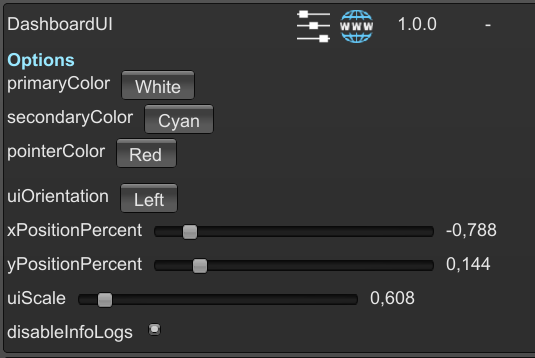 DashboardUI WWW 1.0.0 -
Options
primaryColor White
secondaryColor Cyan
pointerColor Red
uiOrientation Left
xPositionPercent -0,788
yPositionPercent 0,144
uiScale 0,608
disableInfoLogs